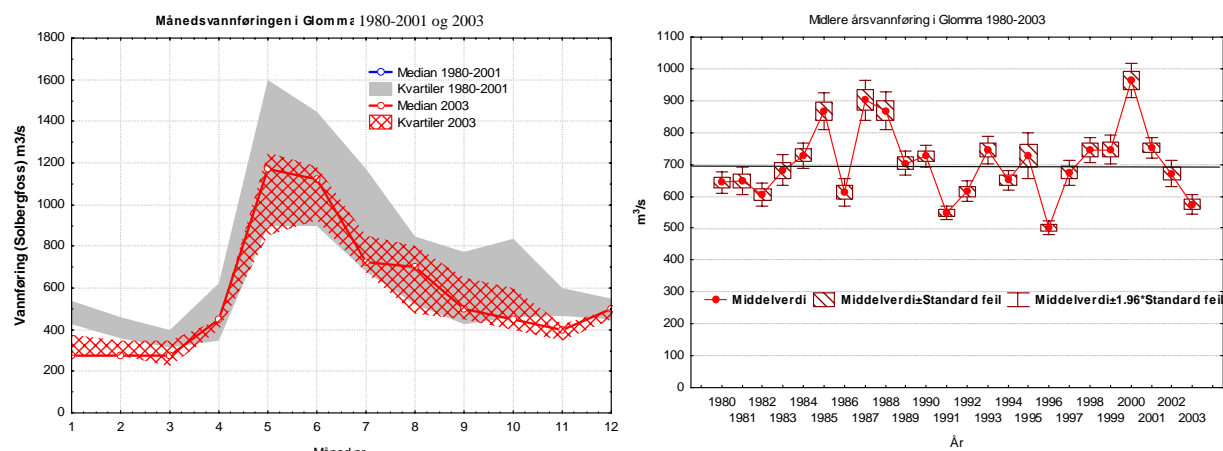 Månedsvannføringen i Glomma 1980-2001 og 2003
Vannføring (Solbergfoss) m3/s
1800
1600
1400
1200
1000
800
600
400
200
0
Median 1980-2001
Kvartiler 1980-2001
Median 2003
Kvartiler 2003
1 2 3 4 5 6 7 8 9 10 11 12
Midlere årsvannføring i Glomma 1980-2003
m³/s
1100
1000
900
800
700
600
500
400
300
200
100
0
Middelverdi Middelverdi±Standard feil Middelverdi±1.96*Standard feil
1980 1982 1984 1986 1988 1990 1992 1994 1996 1998 2000 2002
1981 1983 1985 1987 1989 1991 1993 1995 1997 1999 2001 2003
År